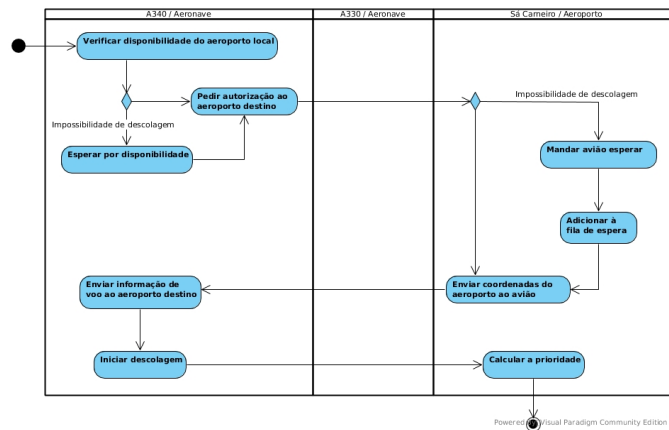 A340 / Aeronave
A330 / Aeronave
Sá Carneiro / Aeroporto
Verificar disponibilidade do aeroporto local
Pedir autorização ao
aeroporto destino
Impossibilidade de descolagem
Impossibilidade de descolagem
Esperar por disponibilidade
Mandar avião esperar
Adicionar à
fila de espera
Enviar informação de
voo ao aeroporto destino
Enviar coordenadas do
aeroporto ao avião
Iniciar descolagem
Calcular a prioridade
Powered Visual Paradigm Community Edition